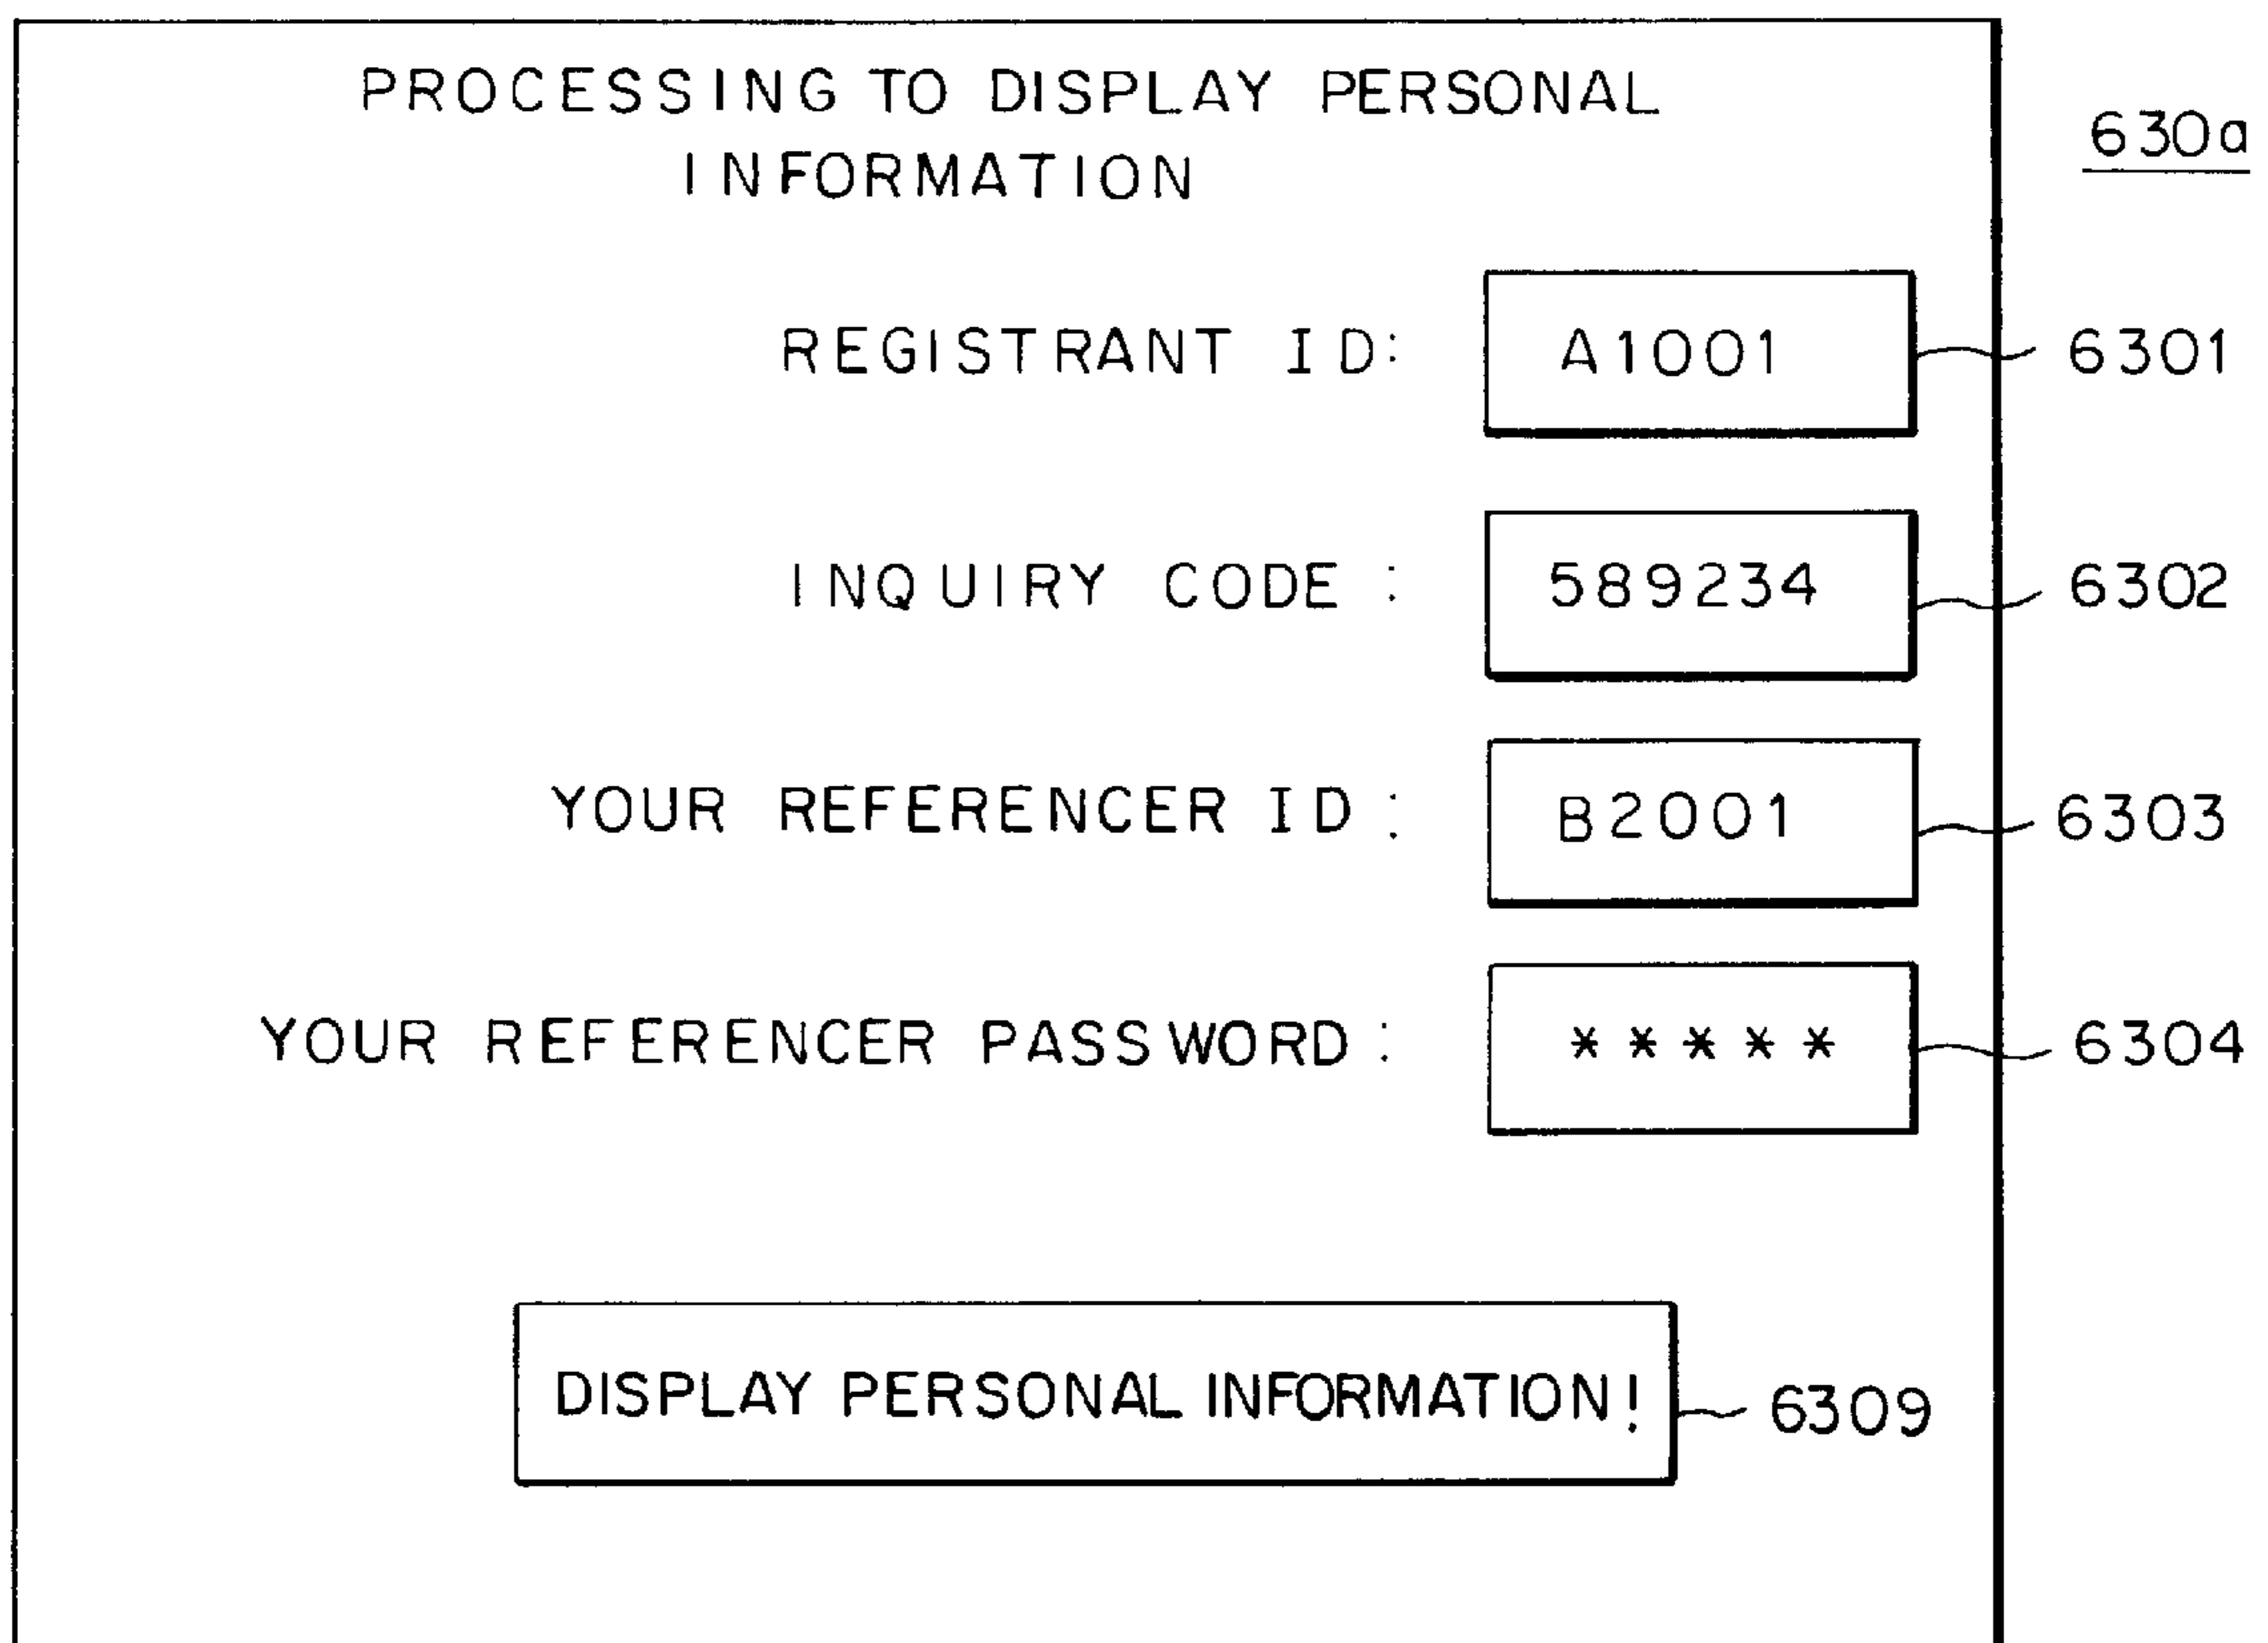 PROCESSING TO DISPLAY PERSONAL
INFORMATION
630a
REGISTRANT ID: A1001 6301
INQUIRY CODE : 589234 6302
YOUR REFERENCER ID : B2001 6303
YOUR REFERENCER PASSWORD : * * * * * 6304
DISPLAY PERSONAL INFORMATION! 6309